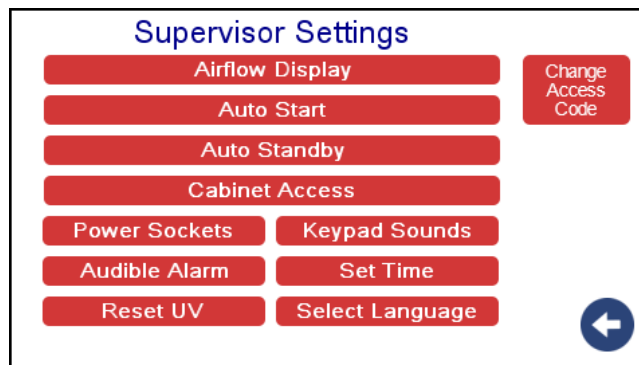 Supervisor Settings
Airflow Display
Change
Access
Code
Auto Start
Auto Standby
Cabinet Access
Power Sockets
Keypad Sounds
Audible Alarm
Set Time
Reset UV
Select Language